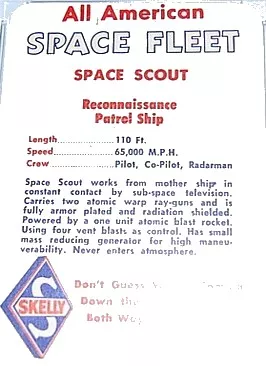 All American
SPACE FLEET
SPACE SCOUT
Reconnaissance
Patrol Ship
Length......................110 Ft.
Speed.......................65,000 M.P.H.
Crew........................Pilot, Co-Pilot, Radarman
Space Scout works from mother ship in
constant contact by sub-space television.
Carries two atomic warp ray-guns and is
fully armor plated and radiation shielded.
Powered by a one unit atomic blast rocket.
Using four vent blasts as control. Has small
mass reducing generator for high maneu-
verability. Never enters atmosphere.
SKELLY
S
Don't Guess
Down the
Both